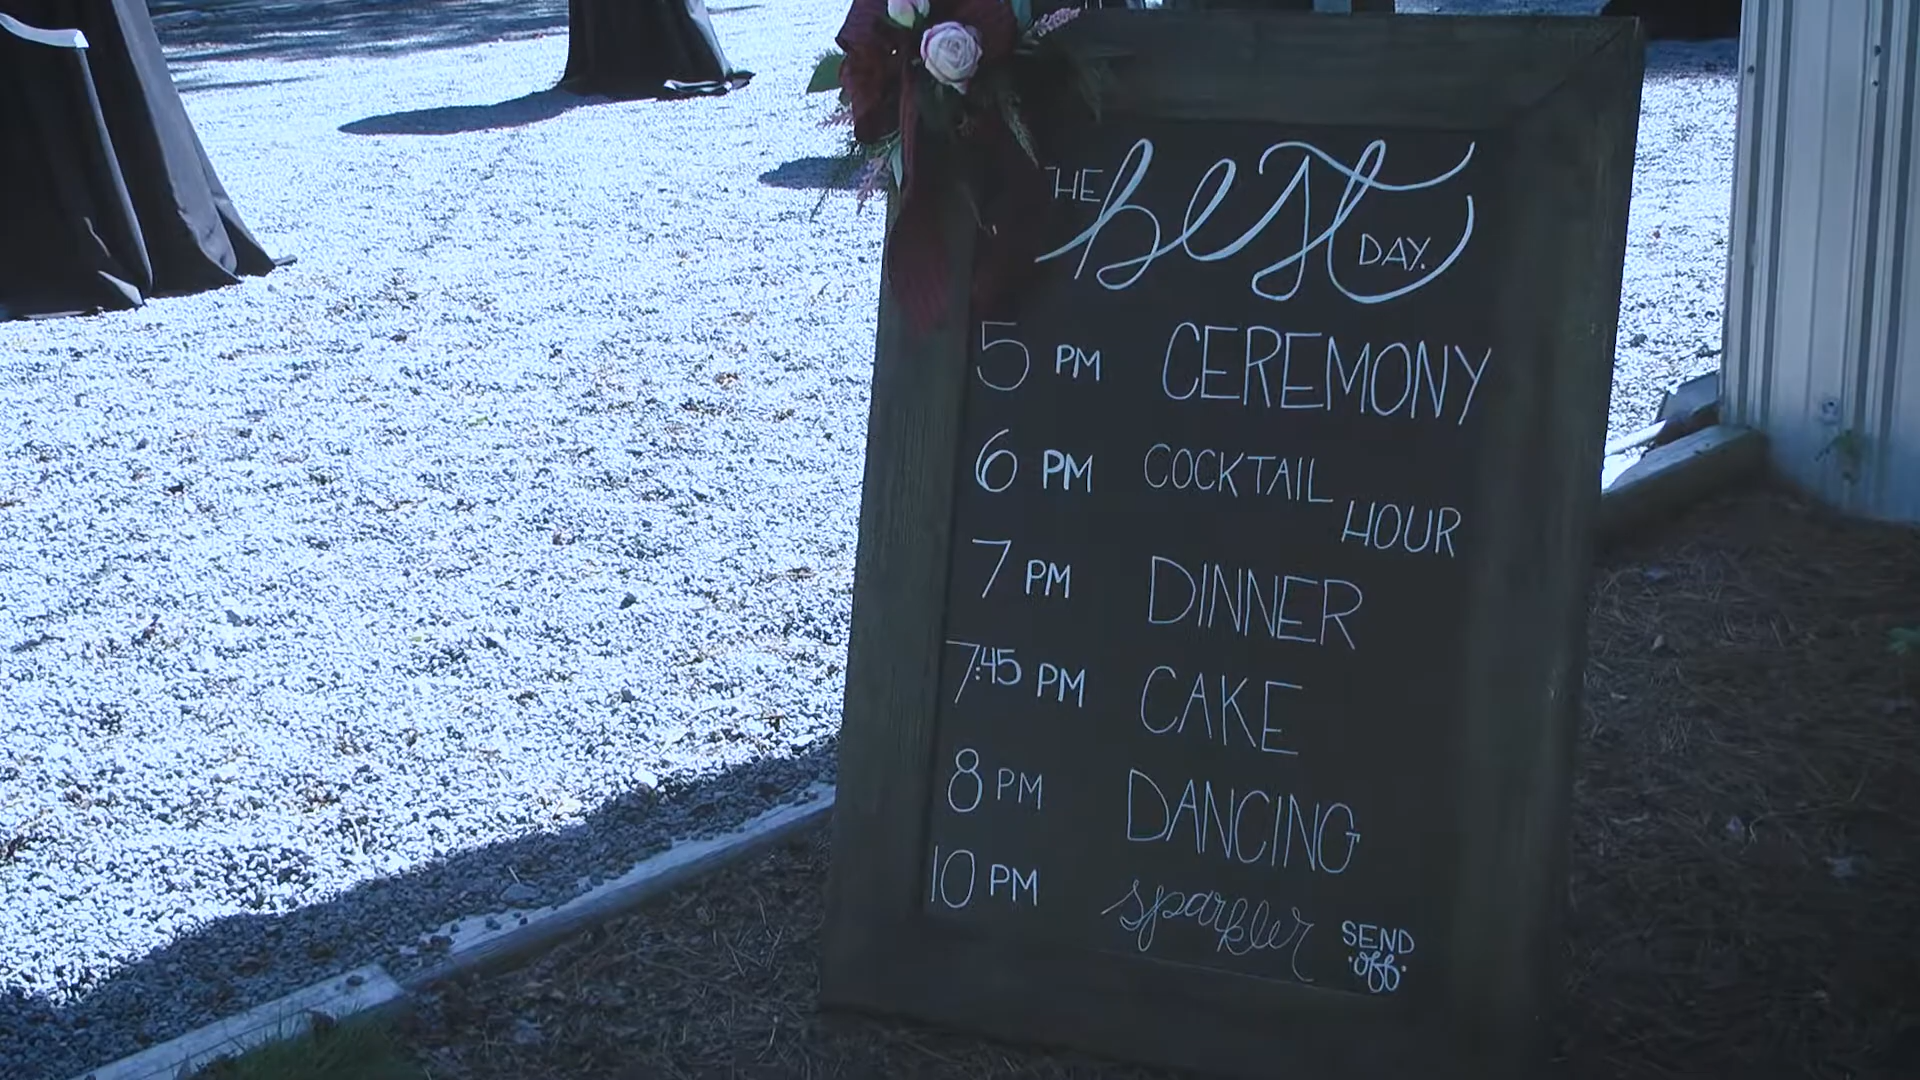 THE best DAY.
5 PM CEREMONY
6 PM COCKTAIL
HOUR
7 PM DINNER
7:45 PM CAKE
8 PM DANCING
10 PM sparkler SEND
off